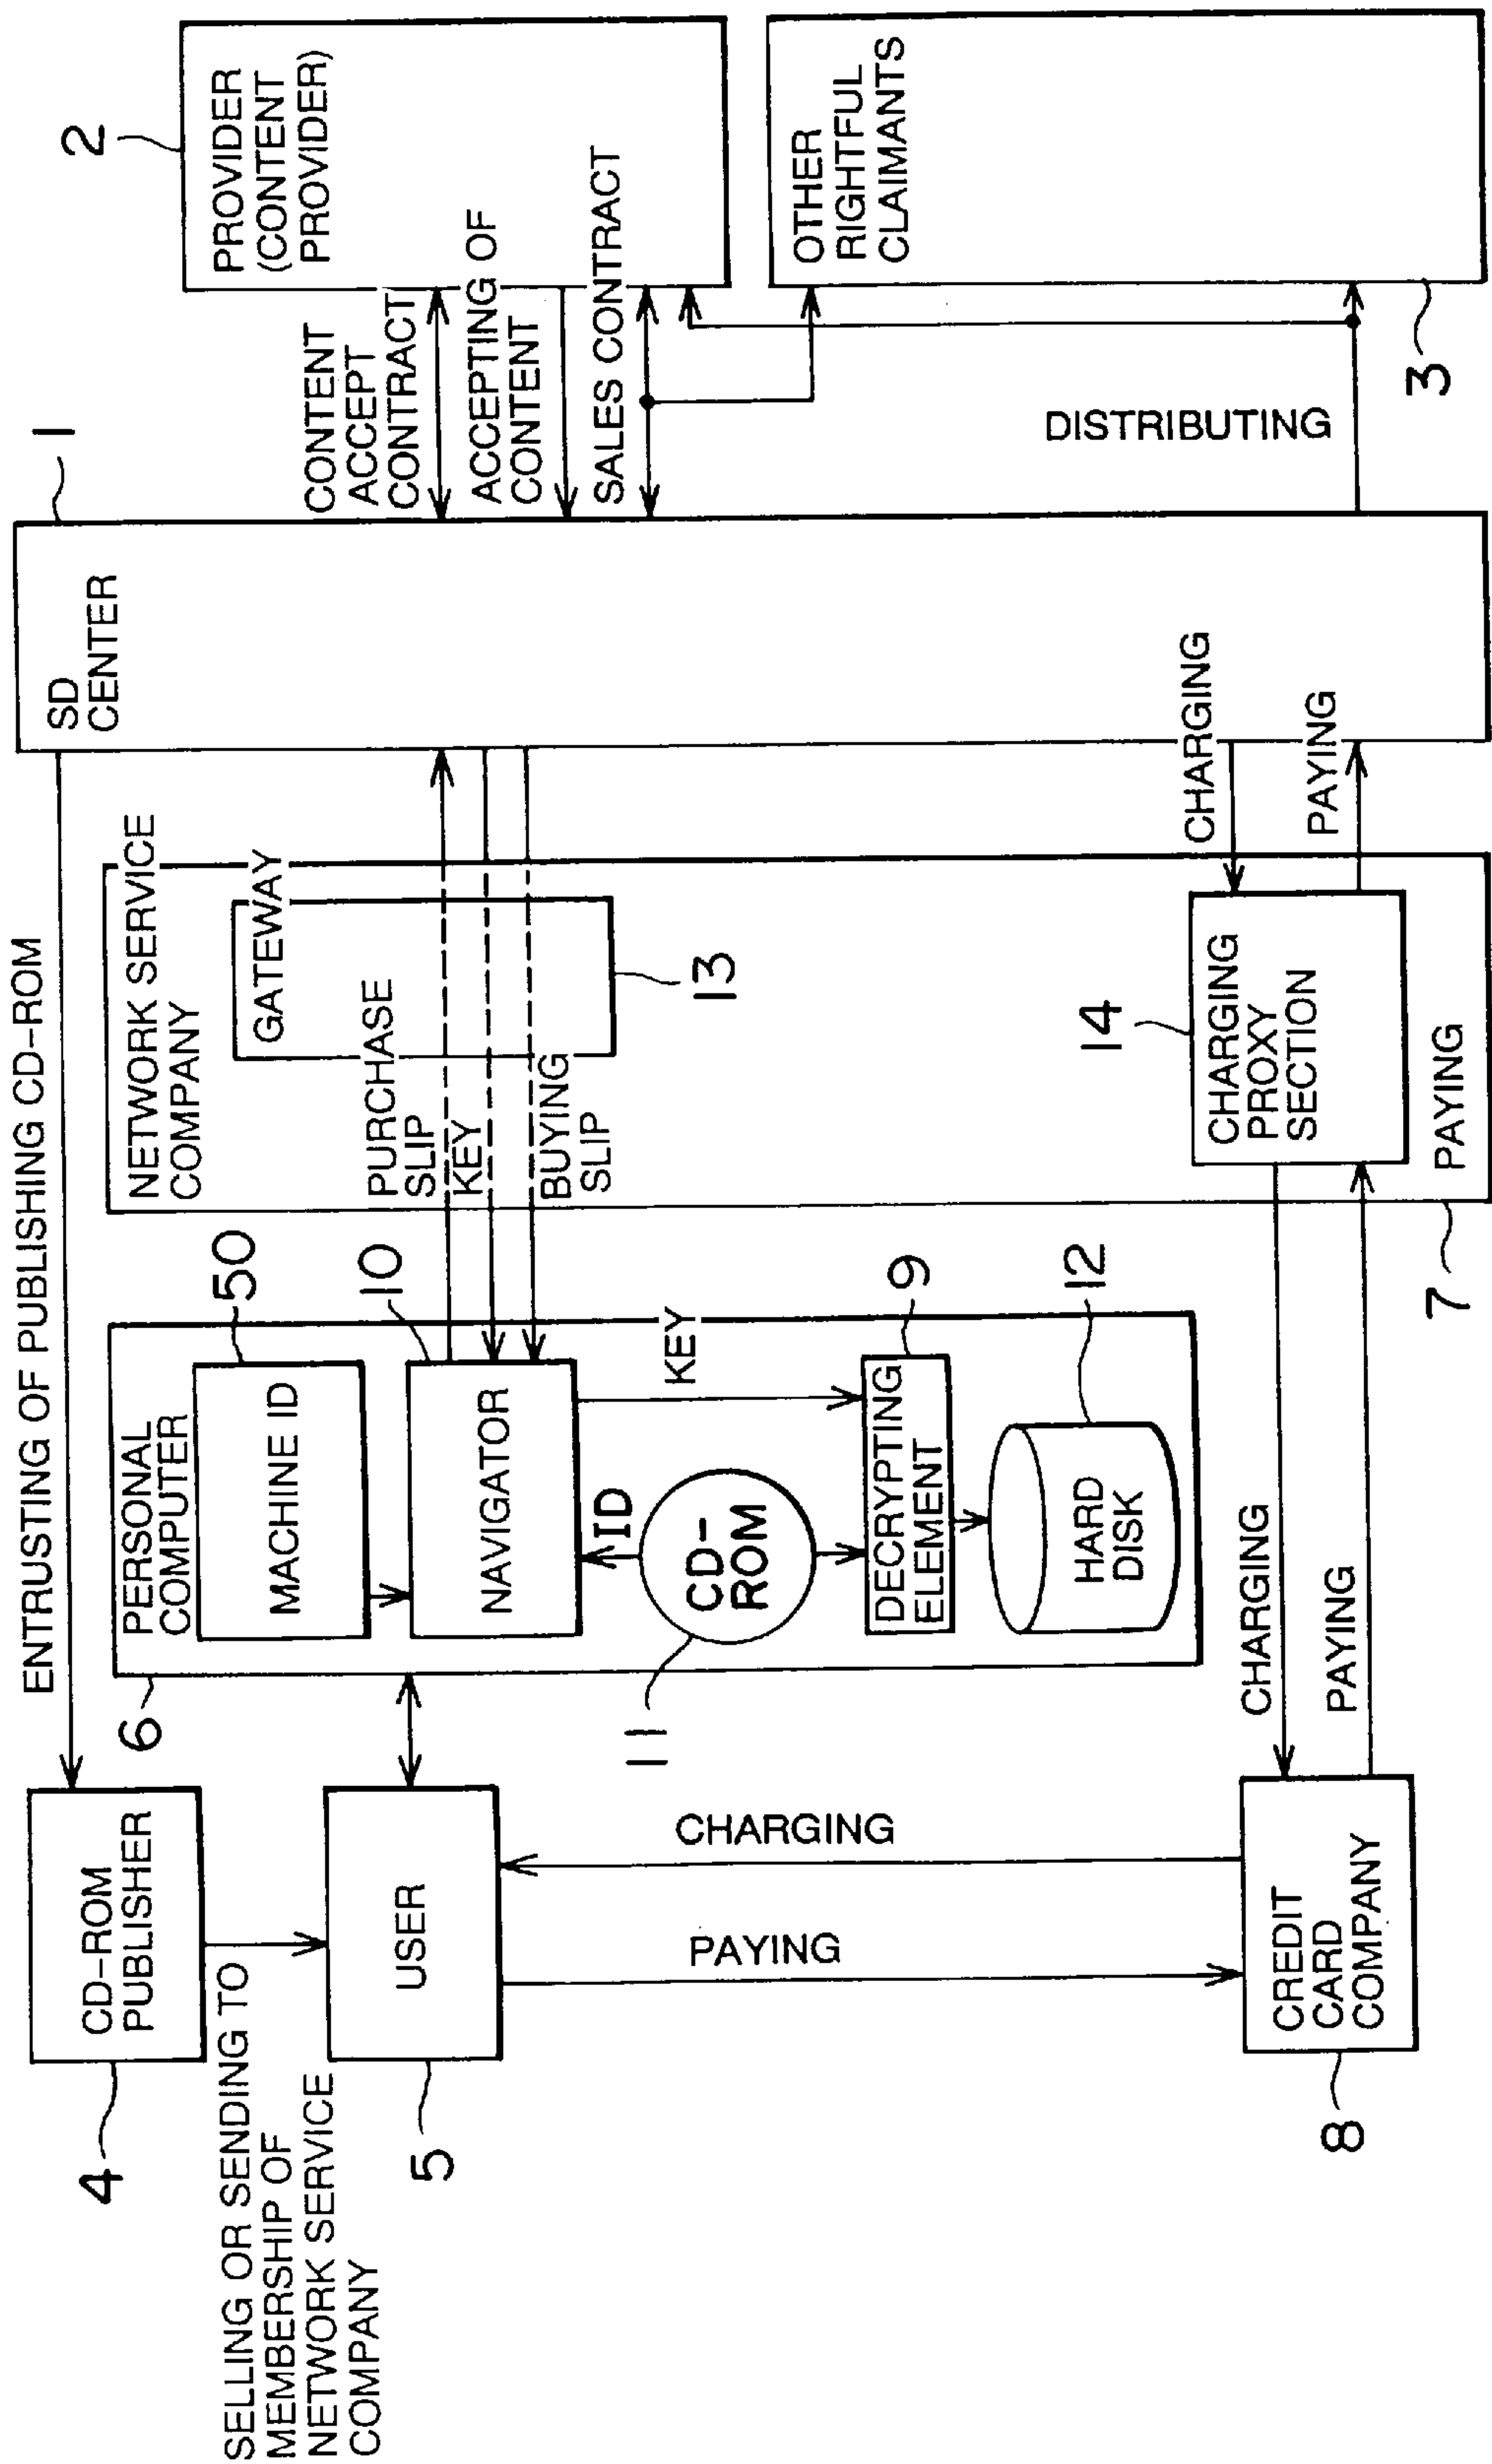 ENTRUSTING OF PUBLISHING CD-ROM
4
CD-ROM
PUBLISHER
SELLING OR SENDING TO
MEMBERSHIP OF
NETWORK SERVICE
COMPANY
5
USER
CHARGING
PAYING
8
CREDIT
CARD
COMPANY
6
PERSONAL
COMPUTER
50
MACHINE ID
10
NAVIGATOR
ID
KEY
11
CD-
ROM
9
DECRYPTING
ELEMENT
12
HARD
DISK
CHARGING
PAYING
NETWORK SERVICE
COMPANY
GATEWAY
13
PURCHASE
SLIP
KEY
BUYING
SLIP
14
CHARGING
PROXY
SECTION
PAYING
7
CHARGING
PAYING
1
SD
CENTER
CONTENT
ACCEPT
CONTRACT
ACCEPTING OF
CONTENT
SALES CONTRACT
DISTRIBUTING
2
PROVIDER
(CONTENT
PROVIDER)
OTHER
RIGHTFUL
CLAIMANTS
3